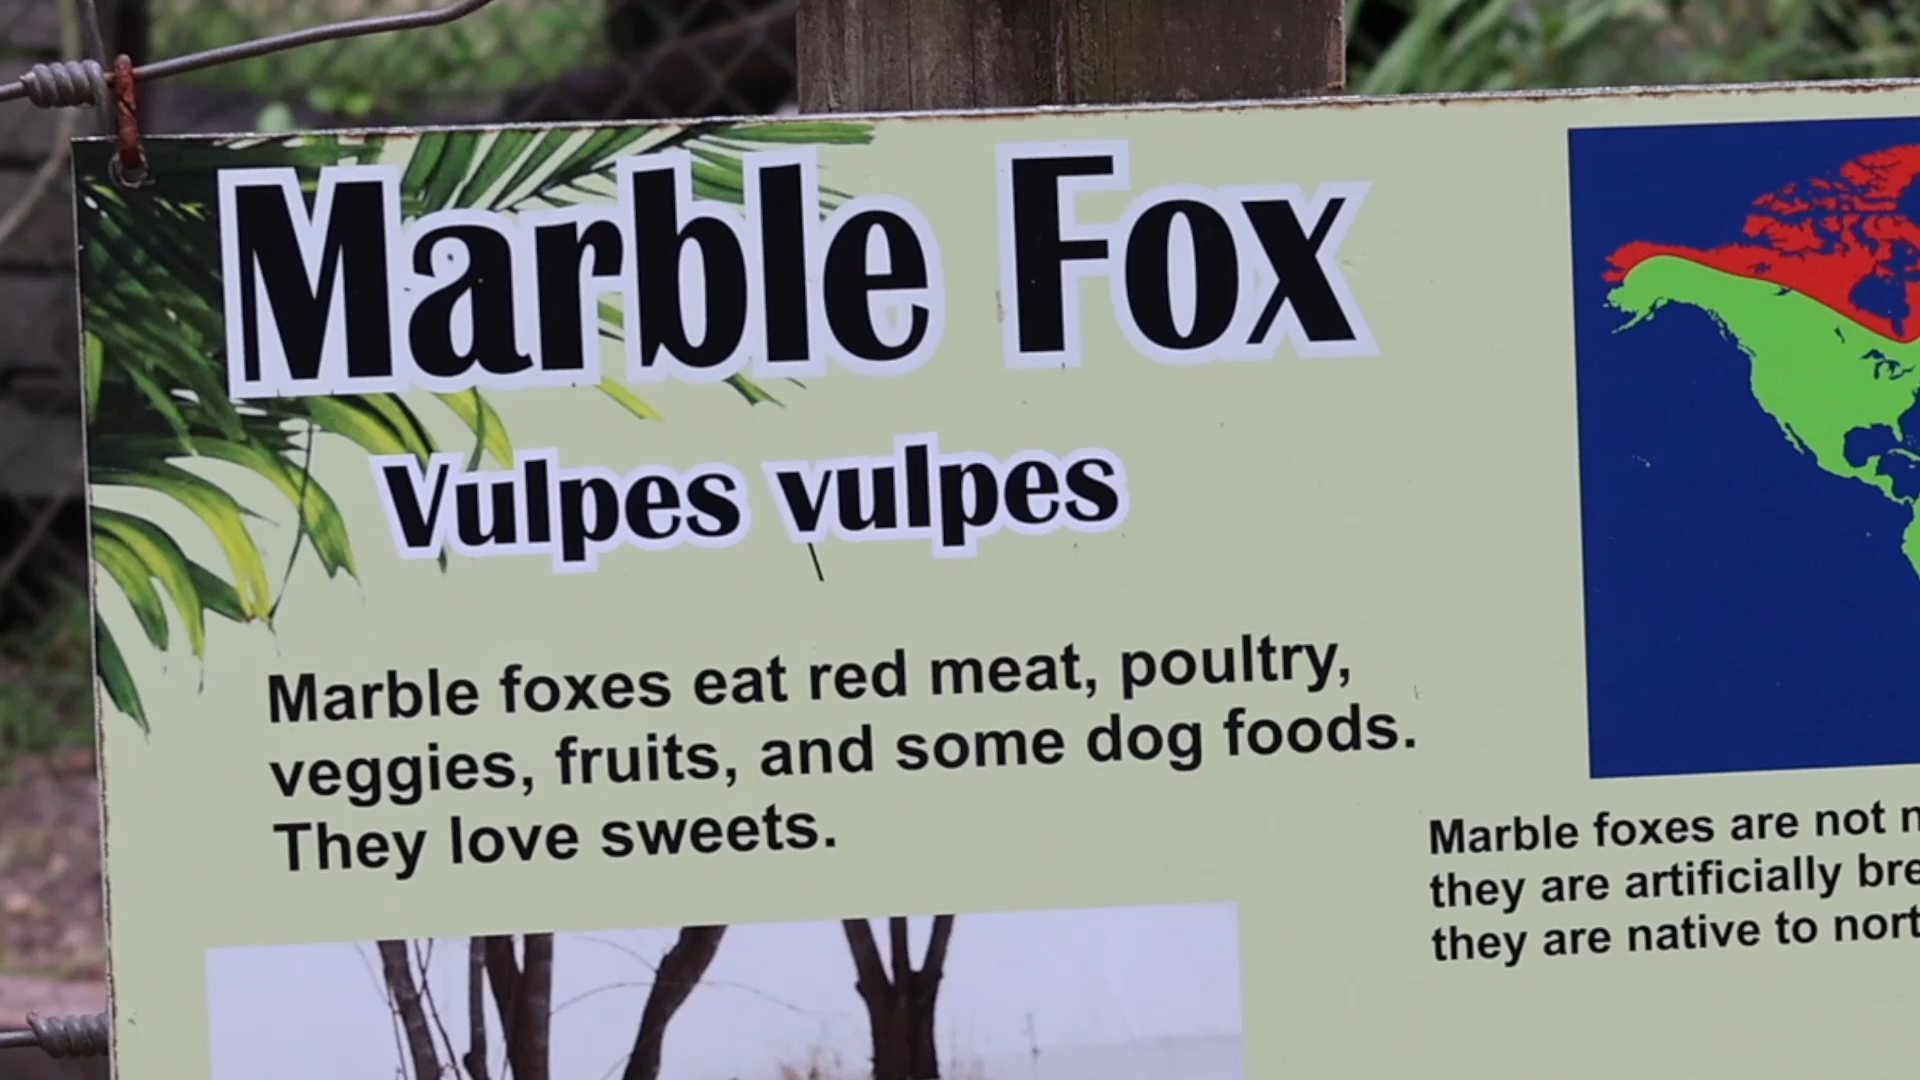 Marble Fox
Vulpes vulpes
Marble foxes eat red meat, poultry,
veggies, fruits, and some dog foods.
They love sweets.
Marble foxes are not
they are artificially
they are native to